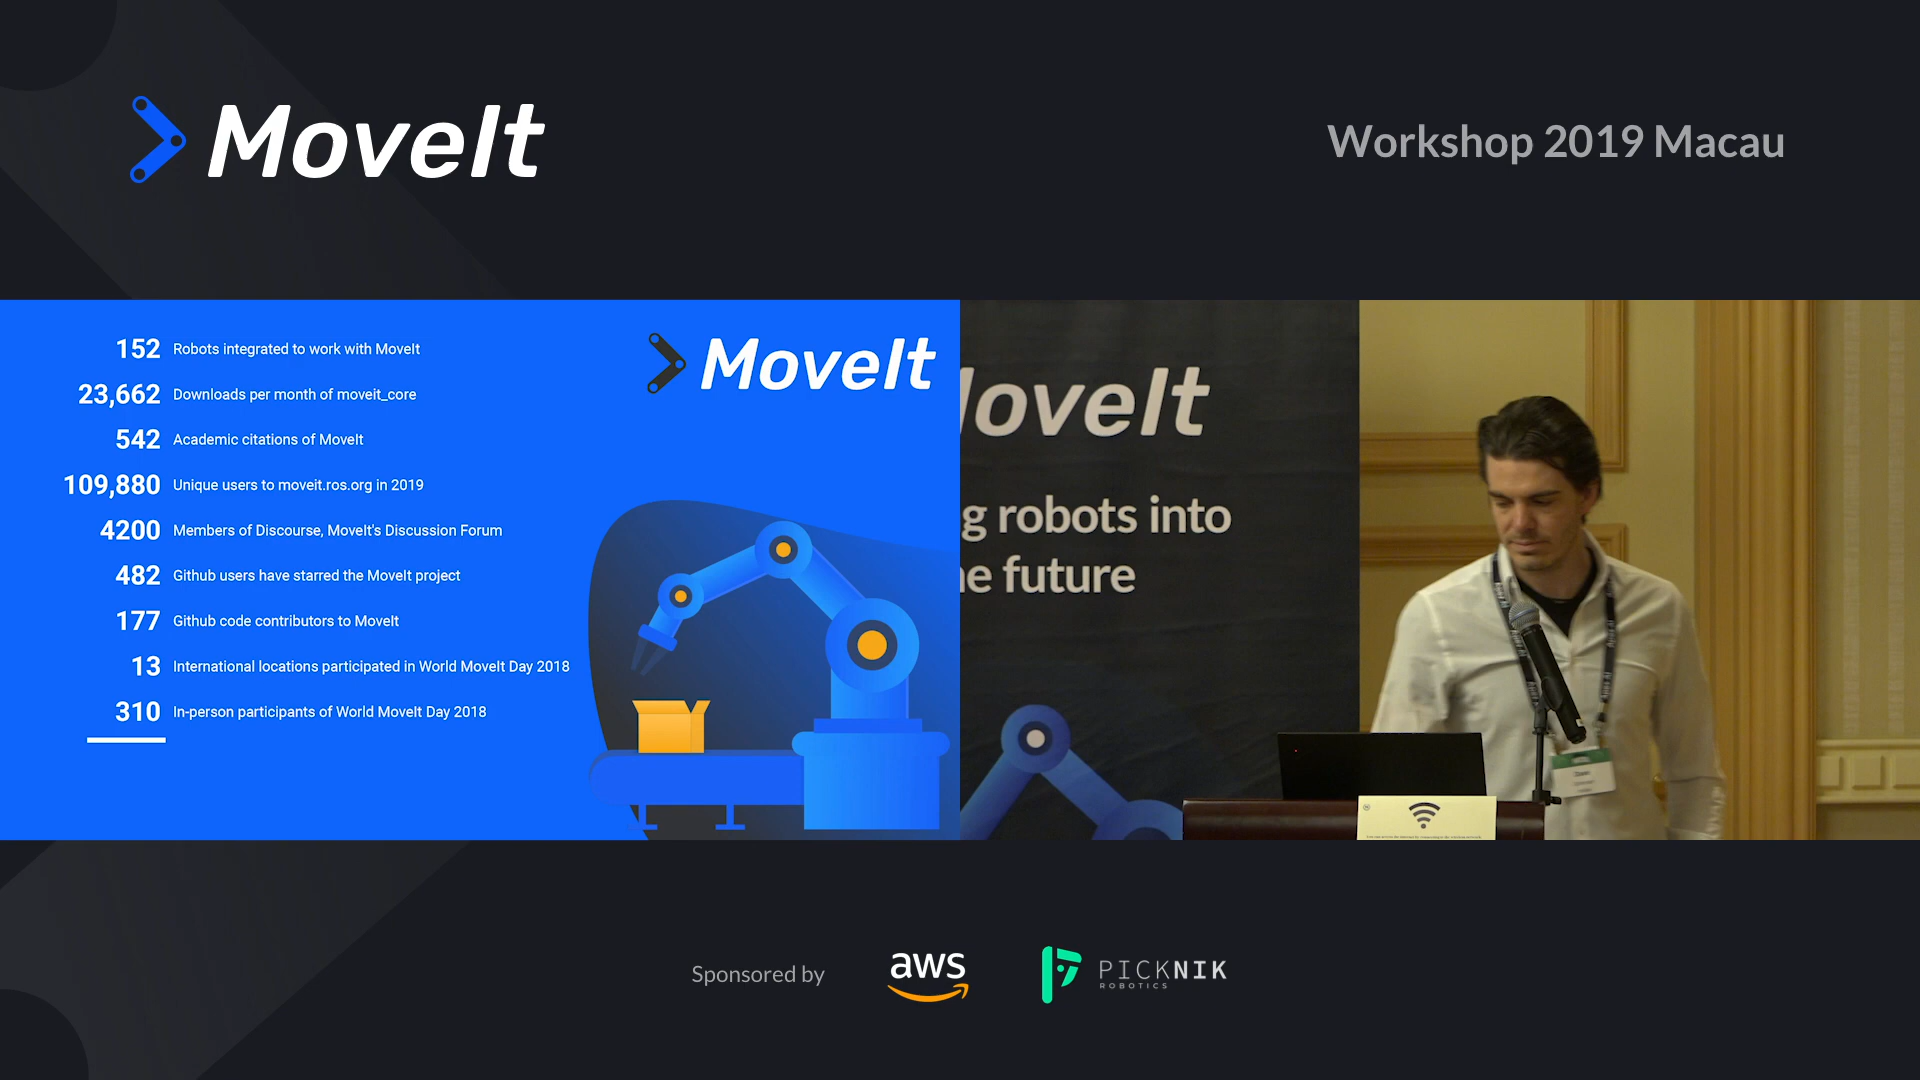 MoveIt
Workshop 2019 Macau
152 Robots integrated to work with MoveIt
23,662 Downloads per month of moveit_core
542 Academic citations of MoveIt
109,880 Unique users to moveit.ros.org in 2019
4200 Members of Discourse, MoveIt's Discussion Forum
482 Github users have starred the MoveIt project
177 Github code contributors to MoveIt
13 International locations participated in World MoveIt Day 2018
310 In-person participants of World MoveIt Day 2018
MoveIt
oveIt
g robots into
e future
Sponsored by
aws
PICKNIK
ROBOTICS